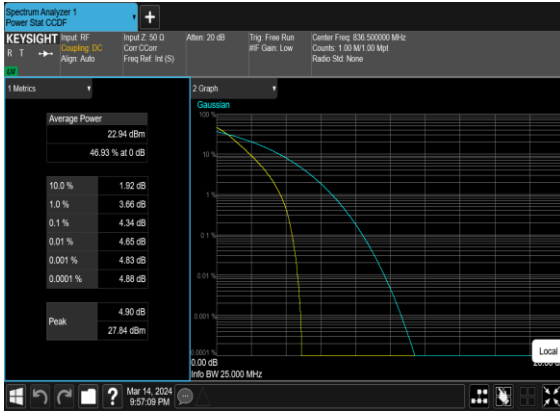 Spectrum Analyzer 1
Power Stat CCDF
KEYSIGHT
R T
LXI
Input: RF
Coupling: DC
Align: Auto
Input Z: 50 Ω
Corr CCorr
Freq Ref: Int (S)
Atten: 20 dB
Trig: Free Run
#IF Gain: Low
Center Freq: 836.500000 MHz
Counts: 1.00 M/1.00 Mpt
Radio Std: None
1 Metrics
Average Power
22.94 dBm
46.93 % at 0 dB
10.0 % 1.92 dB
1.0 % 3.66 dB
0.1 % 4.34 dB
0.01 % 4.65 dB
0.001 % 4.83 dB
0.0001 % 4.88 dB
Peak
4.90 dB
27.84 dBm
2 Graph
Gaussian
100 %
10 %
1 %
0.1 %
0.01 %
0.001 %
0.0001 %
0.00 dB
Info BW 25.000 MHz
Local
Mar 14, 2024
9:57:09 PM